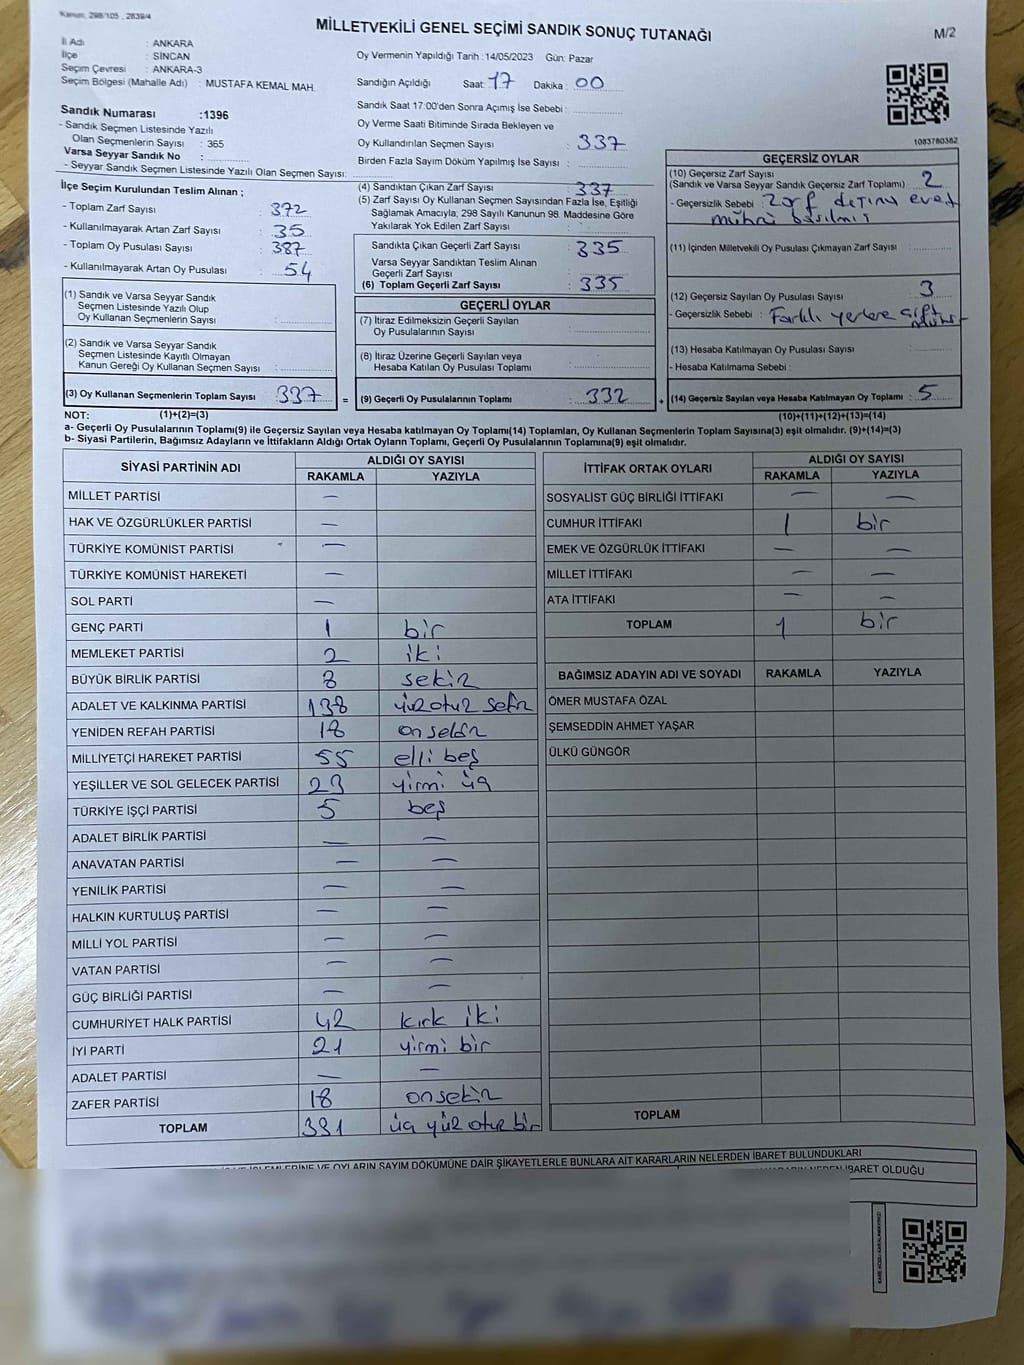 Kanun, 298/105 , 2839/4
MİLLETVEKİLİ GENEL SEÇİMİ SANDIK SONUÇ TUTANAĞI
M/2
İl Adı : ANKARA
İlçe : SİNCAN
Seçim Çevresi : ANKARA-3
Seçim Bölgesi (Mahalle Adı) : MUSTAFA KEMAL MAH.
Oy Vermenin Yapıldığı Tarih : 14/05/2023 Gün: Pazar
Sandığın Açıldığı Saat: 17 Dakika : 00
Sandık Saat 17:00'den Sonra Açımış İse Sebebi :
Oy Verme Saati Bitiminde Sırada Bekleyen ve
Oy Kullandırılan Seçmen Sayısı : 337
Birden Fazla Sayım Döküm Yapılmış İse Sayısı :
Sandık Numarası :1396
- Sandık Seçmen Listesinde Yazılı
Olan Seçmenlerin Sayısı : 365
Varsa Seyyar Sandık No :
- Seyyar Sandık Seçmen Listesinde Yazılı Olan Seçmen Sayısı:
1083780382
İlçe Seçim Kurulundan Teslim Alınan ;
- Toplam Zarf Sayısı : 372
- Kullanılmayarak Artan Zarf Sayısı : 35
- Toplam Oy Pusulası Sayısı : 387
- Kullanılmayarak Artan Oy Pusulası : 54
(4) Sandıktan Çıkan Zarf Sayısı : 337
(5) Zarf Sayısı Oy Kullanan Seçmen Sayısından Fazla İse, Eşitliği
Sağlamak Amacıyla; 298 Sayılı Kanunun 98. Maddesine Göre
Yakılarak Yok Edilen Zarf Sayısı :
Sandıkta Çıkan Geçerli Zarf Sayısı : 335
Varsa Seyyar Sandıktan Teslim Alınan
Geçerli Zarf Sayısı :
(6) Toplam Geçerli Zarf Sayısı : 335
GEÇERSİZ OYLAR
(10) Geçersiz Zarf Sayısı
(Sandık ve Varsa Seyyar Sandık Geçersiz Zarf Toplamı) : 2
- Geçersizlik Sebebi : Zarf üstünü evet
mührü basılmış
(11) İçinden Milletvekili Oy Pusulası Çıkmayan Zarf Sayısı :
(12) Geçersiz Sayılan Oy Pusulası Sayısı : 3
- Geçersizlik Sebebi : Farklı yerlere çift
mühür
(13) Hesaba Katılmayan Oy Pusulası Sayısı :
- Hesaba Katılmama Sebebi :
(14) Geçersiz Sayılan veya Hesaba Katılmayan Oy Toplamı : 5
(10)+(11)+(12)+(13)=(14)
(1) Sandık ve Varsa Seyyar Sandık
Seçmen Listesinde Yazılı Olup
Oy Kullanan Seçmenlerin Sayısı :
(2) Sandık ve Varsa Seyyar Sandık
Seçmen Listesinde Kayıtlı Olmayan
Kanun Gereği Oy Kullanan Seçmen Sayısı :
(3) Oy Kullanan Seçmenlerin Toplam Sayısı : 337 =
NOT: (1)+(2)=(3)
GEÇERLİ OYLAR
(7) İtiraz Edilmeksizin Geçerli Sayılan
Oy Pusulalarının Sayısı :
(8) İtiraz Üzerine Geçerli Sayılan veya
Hesaba Katılan Oy Pusulası Toplamı :
(9) Geçerli Oy Pusulalarının Toplamı : 332 +
a- Geçerli Oy Pusulalarının Toplamı(9) ile Geçersiz Sayılan veya Hesaba Katılmayan Oy Toplamı(14) Toplamları, Oy Kullanan Seçmenlerin Toplam Sayısına(3) eşit olmalıdır. (9)+(14)=(3)
b- Siyasi Partilerin, Bağımsız Adayların ve İttifakların Aldığı Ortak Oyların Toplamı, Geçerli Oy Pusulalarının Toplamına(9) eşit olmalıdır.
SİYASİ PARTİNİN ADI ALDIĞI OY SAYISI
RAKAMLA YAZIYLA
MİLLET PARTİSİ —
HAK VE ÖZGÜRLÜKLER PARTİSİ —
TÜRKİYE KOMÜNİST PARTİSİ —
TÜRKİYE KOMÜNİST HAREKETİ —
SOL PARTİ —
GENÇ PARTİ 1 bir
MEMLEKET PARTİSİ 2 iki
BÜYÜK BİRLİK PARTİSİ 8 sekiz
ADALET VE KALKINMA PARTİSİ 138 yüz otuz sekiz
YENİDEN REFAH PARTİSİ 18 on sekiz
MİLLİYETÇİ HAREKET PARTİSİ 55 elli beş
YEŞİLLER VE SOL GELECEK PARTİSİ 23 yirmi üç
TÜRKİYE İŞÇİ PARTİSİ 5 beş
ADALET BİRLİK PARTİSİ — —
ANAVATAN PARTİSİ — —
YENİLİK PARTİSİ — —
HALKIN KURTULUŞ PARTİSİ — —
MİLLİ YOL PARTİSİ — —
VATAN PARTİSİ — —
GÜÇ BİRLİĞİ PARTİSİ — —
CUMHURİYET HALK PARTİSİ 42 kırk iki
İYİ PARTİ 21 yirmi bir
ADALET PARTİSİ — —
ZAFER PARTİSİ 18 onsekiz
TOPLAM 331 üç yüz otuz bir
İTTİFAK ORTAK OYLARI ALDIĞI OY SAYISI
RAKAMLA YAZIYLA
SOSYALİST GÜÇ BİRLİĞİ İTTİFAKI — —
CUMHUR İTTİFAKI 1 bir
EMEK VE ÖZGÜRLÜK İTTİFAKI — —
MİLLET İTTİFAKI — —
ATA İTTİFAKI — —
TOPLAM 1 bir
BAĞIMSIZ ADAYIN ADI VE SOYADI RAKAMLA YAZIYLA
ÖMER MUSTAFA ÖZAL
ŞEMSEDDİN AHMET YAŞAR
ÜLKÜ GÜNGÖR
TOPLAM
VE OYLARIN SAYIM DÖKÜMÜNE DAİR ŞİKAYETLERLE BUNLARA AİT KARARLARIN NELERDEN İBARET BULUNDUKLARI
İBARET OLDUĞU